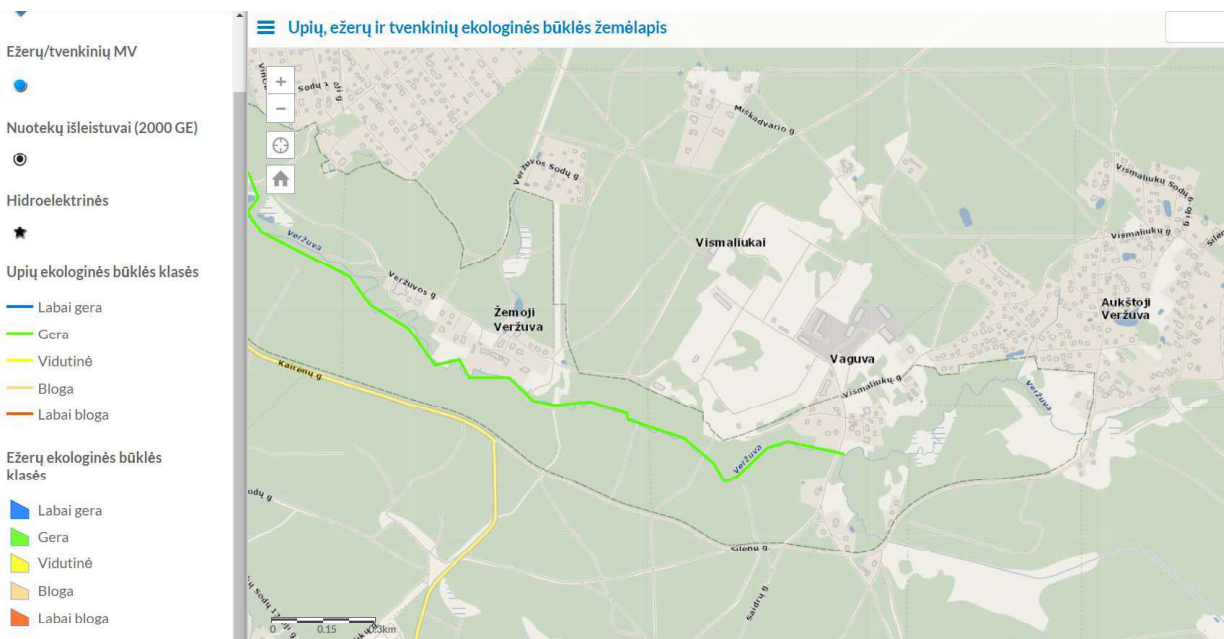 Upių, ežerų ir tvenkinių ekologinės būklės žemėlapis
Ežerų/tvenkinių MV
Nuotekų išleistuvai (2000 GE)
Hidroelektrinės
Upių ekologinės būklės klasės
Labai gera
Gera
Vidutinė
Bloga
Labai bloga
Ežerų ekologinės būklės
klasės
Labai gera
Gera
Vidutinė
Bloga
Labai bloga
+
−
Miškadvario g.
Veržuvos Sodų g.
Vismaliukų Sodų g.
Vismaliukų g.
Vismaliukai
Veržuva
Veržuvos g.
Žemoji
Veržuva
Aukštoji
Veržuva
Vaguva
Kairėnų g.
Vismaliukų g.
Veržuva
Veržuva
Šilėnų g.
Saidrų g.
0 0.15